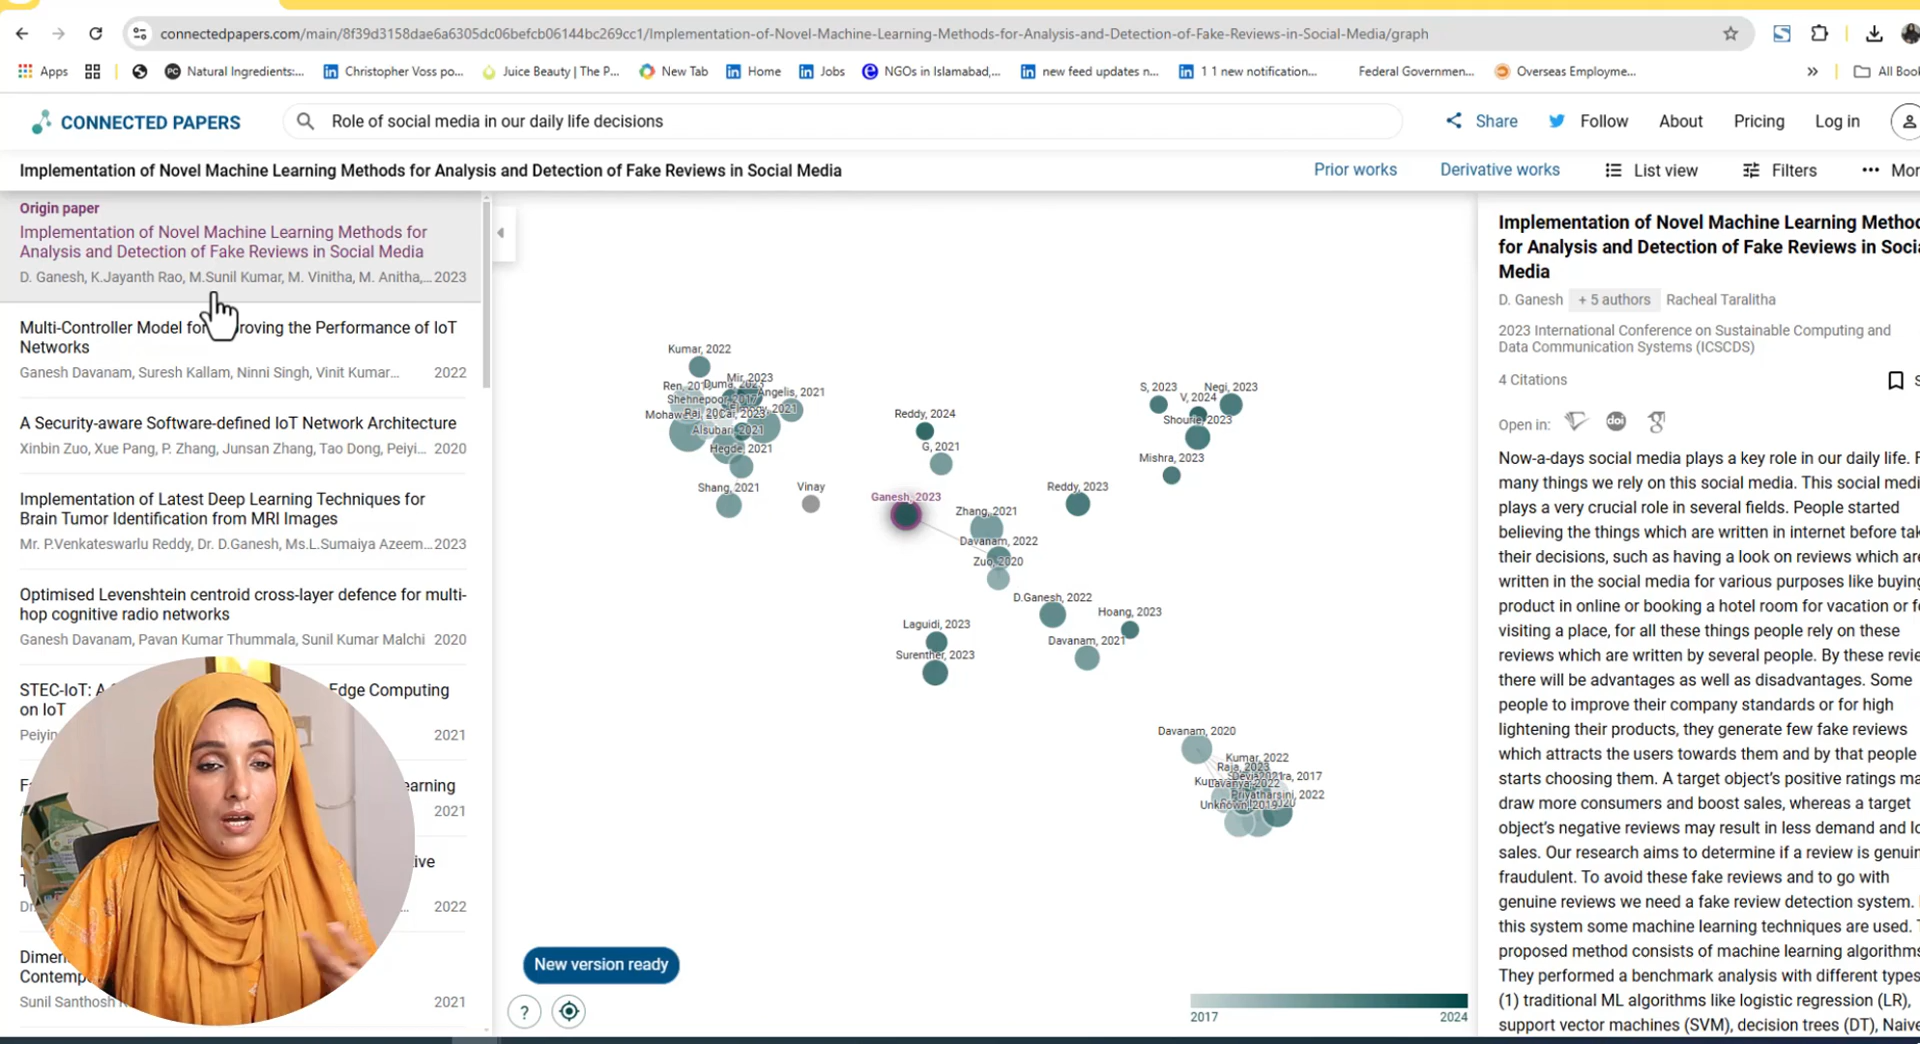 connectedpapers.com/main/8f39d3158dae6a6305dc06befcb06144bc269cc1/Implementation-of-Novel-Machine-Learning-Methods-for-Analysis-and-Detection-of-Fake-Reviews-in-Social-Media/graph
Apps
Natural Ingredients:...
Christopher Voss po...
Juice Beauty | The P...
New Tab
Home
Jobs
NGOs in Islamabad,...
new feed updates n...
1 1 new notification...
Federal Governmen...
Overseas Employme...
»
All Book
CONNECTED PAPERS
Role of social media in our daily life decisions
Share
Follow
About
Pricing
Log in
Implementation of Novel Machine Learning Methods for Analysis and Detection of Fake Reviews in Social Media
Prior works
Derivative works
List view
Filters
Mor
Origin paper
Implementation of Novel Machine Learning Methods for
Analysis and Detection of Fake Reviews in Social Media
D. Ganesh, K.Jayanth Rao, M.Sunil Kumar, M. Vinitha, M. Anitha,... 2023
Multi-Controller Model for roving the Performance of IoT
Networks
Ganesh Davanam, Suresh Kallam, Ninni Singh, Vinit Kumar... 2022
A Security-aware Software-defined IoT Network Architecture
Xinbin Zuo, Xue Pang, P. Zhang, Junsan Zhang, Tao Dong, Peiyi... 2020
Implementation of Latest Deep Learning Techniques for
Brain Tumor Identification from MRI Images
Mr. P.Venkateswarlu Reddy, Dr. D.Ganesh, Ms.L.Sumaiya Azeem... 2023
Optimised Levenshtein centroid cross-layer defence for multi-
hop cognitive radio networks
Ganesh Davanam, Pavan Kumar Thummala, Sunil Kumar Malchi 2020
STEC-IoT: A Edge Computing
on IoT
Peiyin 2021
earning
2021
tive
2022
Dimen
Contemp
Sunil Santhosh 2021
Kumar, 2022
Mir, 2023
Duma, 2023
Angelis, 2021
Shehnepoor, 2017
Alsubari, 2021
Hegde, 2021
Shang, 2021
Vinay
Reddy, 2024
G, 2021
Ganesh, 2023
Zhang, 2021
Davanam, 2022
Zuo, 2020
Reddy, 2023
S, 2023
Negi, 2023
V, 2024
Shourie, 2023
Mishra, 2023
D.Ganesh, 2022
Hoang, 2023
Davanam, 2021
Laguidi, 2023
Surenther, 2023
Davanam, 2020
Kumar, 2022
Raja, 2023
Lavanya, 2022
Priyatharsini, 2022
Unknown, 2019
New version ready
?
2017
2024
Implementation of Novel Machine Learning Methoc
for Analysis and Detection of Fake Reviews in Socia
Media
D. Ganesh + 5 authors Racheal Taralitha
2023 International Conference on Sustainable Computing and
Data Communication Systems (ICSCDS)
4 Citations
S
Open in:
doi
Now-a-days social media plays a key role in our daily life. F
many things we rely on this social media. This social medi
plays a very crucial role in several fields. People started
believing the things which are written in internet before tak
their decisions, such as having a look on reviews which are
written in the social media for various purposes like buying
product in online or booking a hotel room for vacation or fo
visiting a place, for all these things people rely on these
reviews which are written by several people. By these revie
there will be advantages as well as disadvantages. Some
people to improve their company standards or for high
lightening their products, they generate few fake reviews
which attracts the users towards them and by that people
starts choosing them. A target object's positive ratings ma
draw more consumers and boost sales, whereas a target
object's negative reviews may result in less demand and lo
sales. Our research aims to determine if a review is genuin
fraudulent. To avoid these fake reviews and to go with
genuine reviews we need a fake review detection system.
this system some machine learning techniques are used. T
proposed method consists of machine learning algorithms
They performed a benchmark analysis with different types
(1) traditional ML algorithms like logistic regression (LR),
support vector machines (SVM), decision trees (DT), Naive